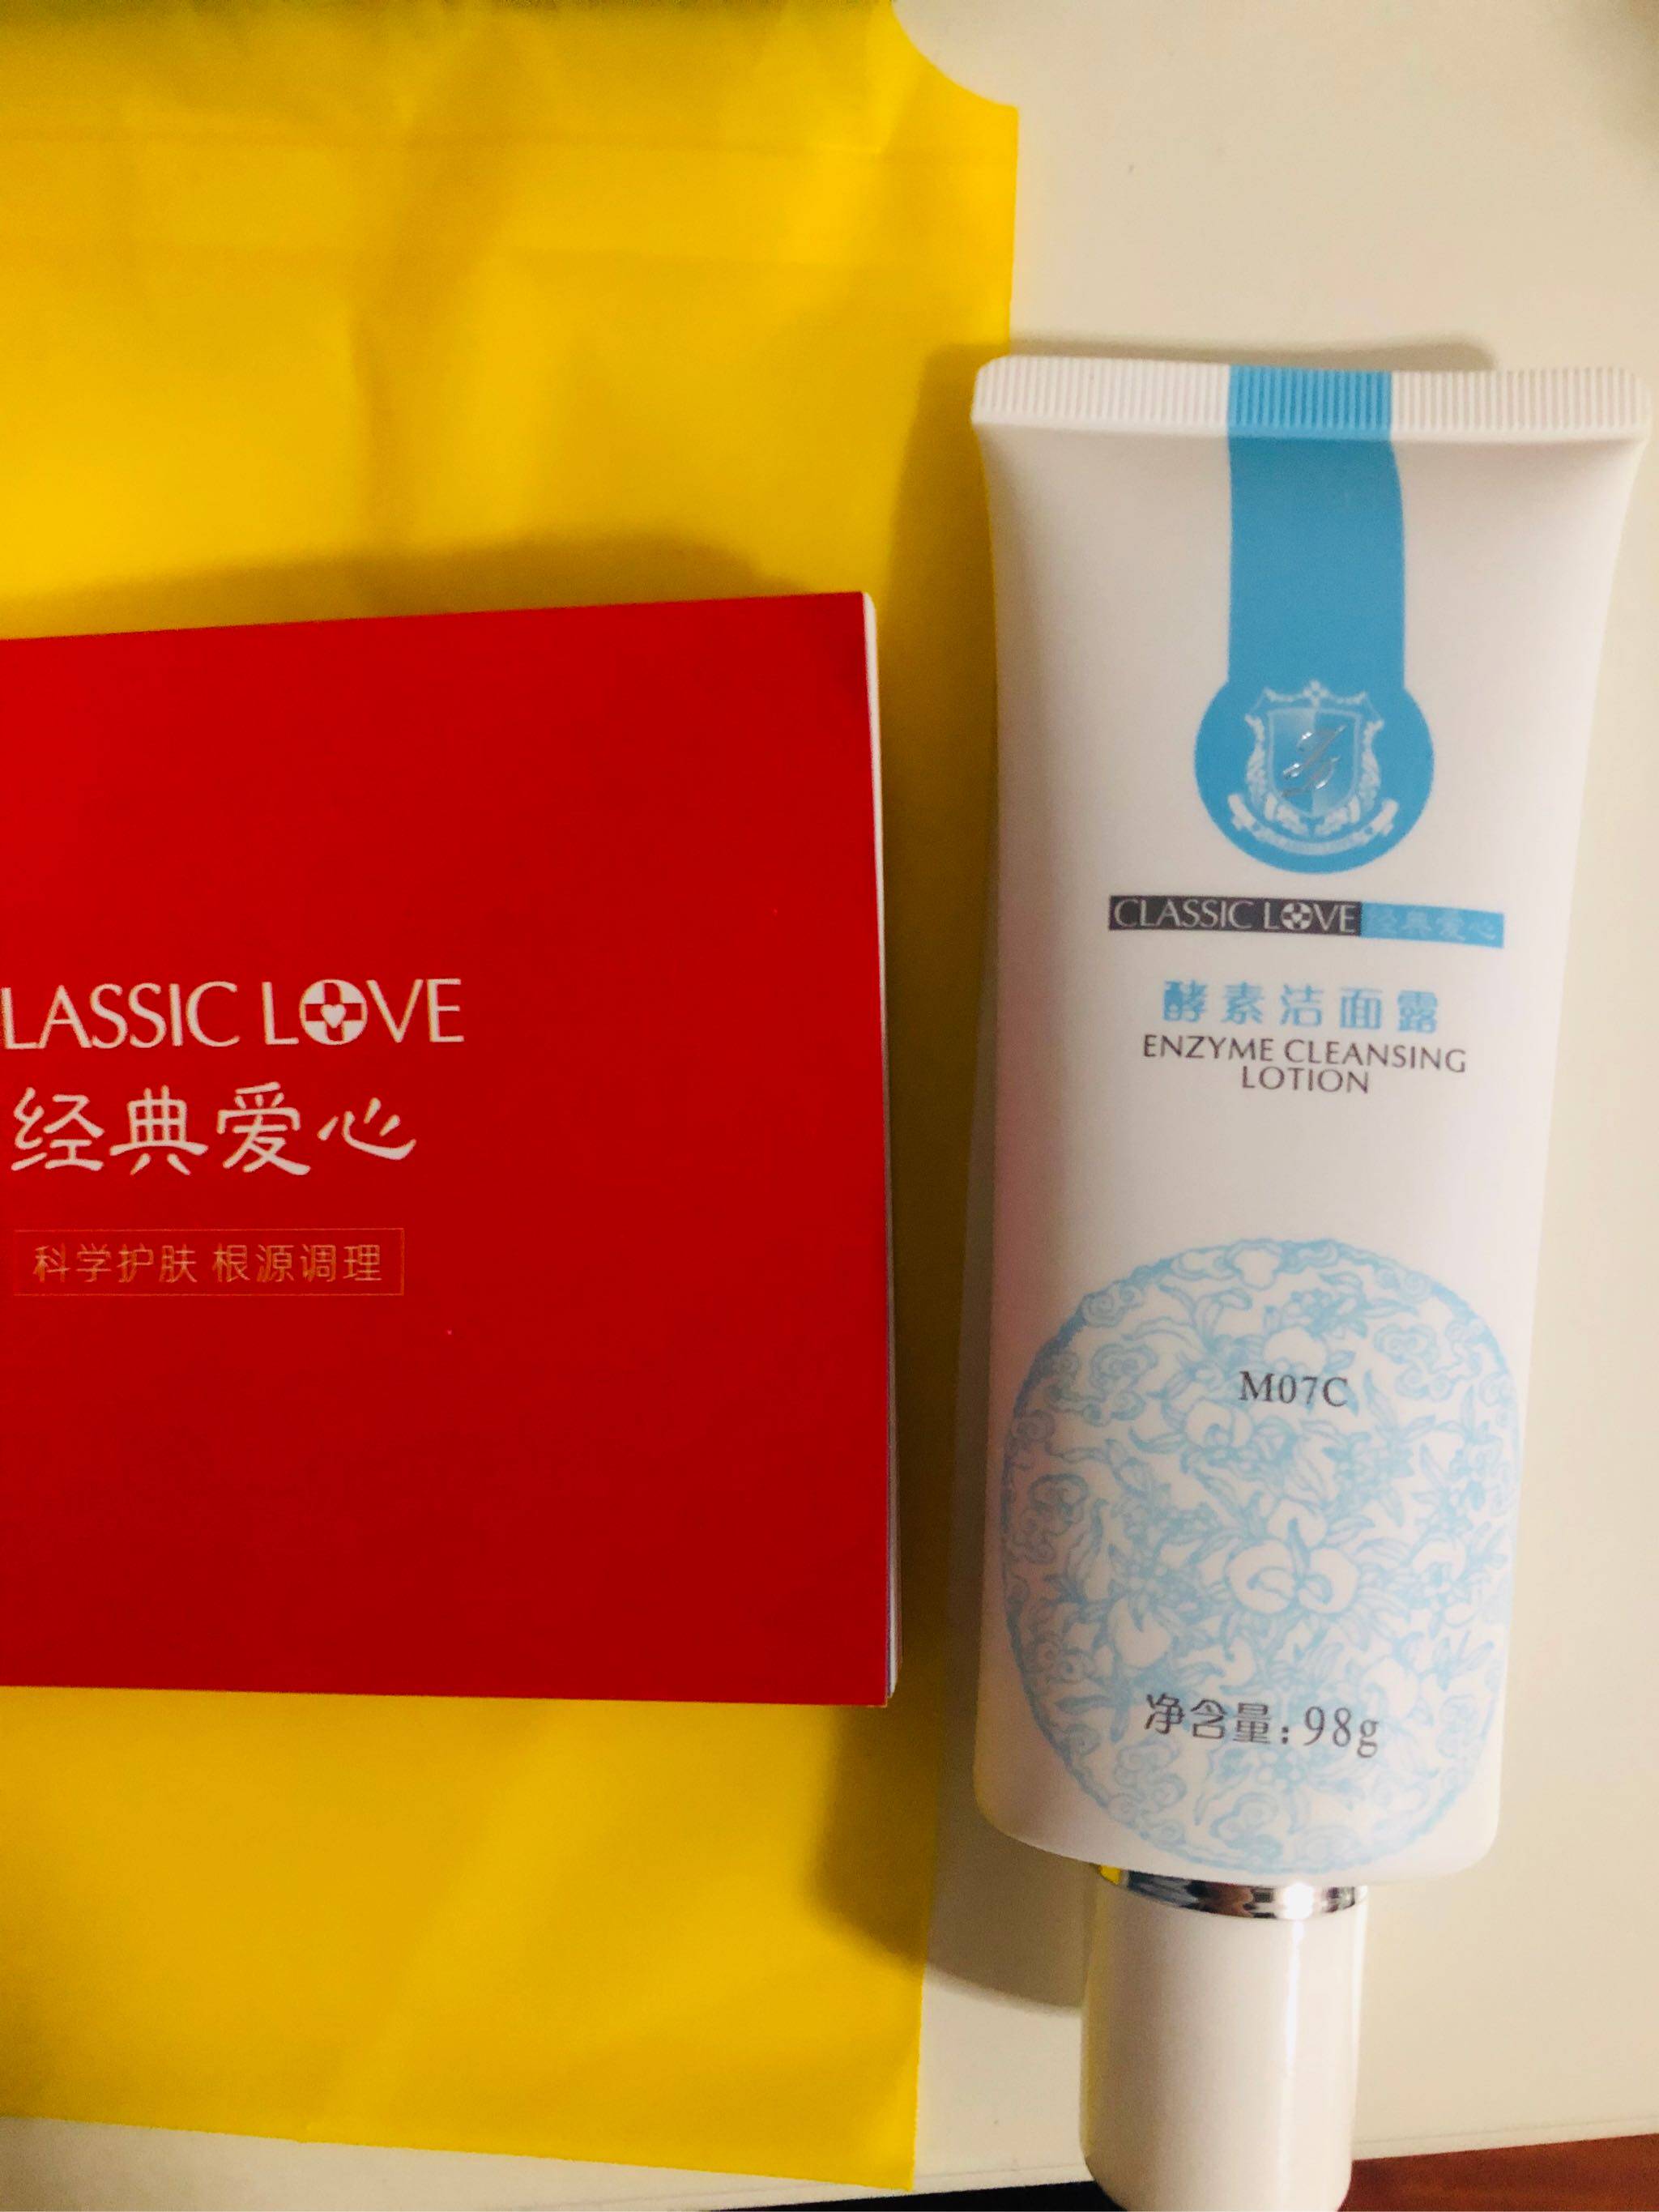 LASSIC LOVE
经典爱心
科学护肤 根源调理
CLASSIC LOVE 经典爱心
酵素洁面露
ENZYME CLEANSING
LOTION
M07C
净含量:98g